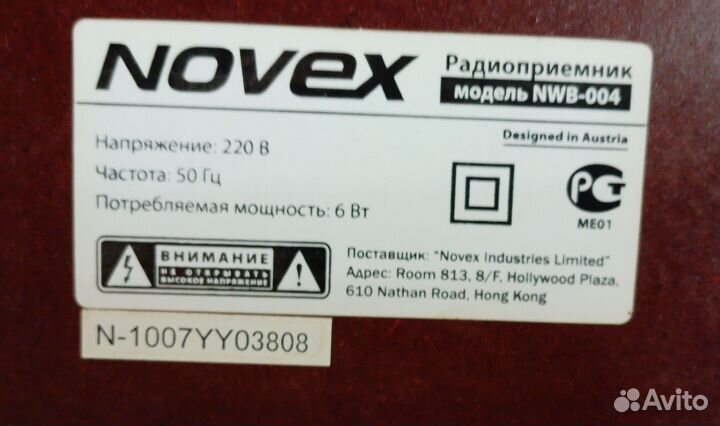 NOVEX
Радиоприемник
модель NWB-004
Designed in Austria
Напряжение: 220 В
Частота: 50 Гц
Потребляемая мощность: 6 Вт
РСТ
ME01
ВНИМАНИЕ
НЕ ОТКРЫВАТЬ
ВЫСОКОЕ НАПРЯЖЕНИЕ
Поставщик: "Novex Industries Limited"
Адрес: Room 813, 8/F, Hollywood Plaza,
610 Nathan Road, Hong Kong
N-1007YY03808
Avito